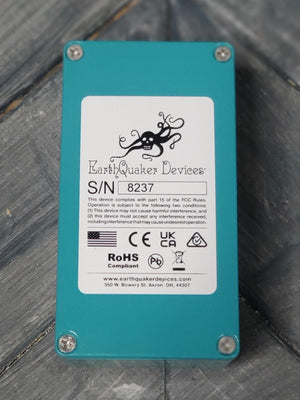 EarthQuaker Devices
S/N 8237
This device complies with part 15 of the FCC Rules.
Operation is subject to the following two conditions:
(1) This device may not cause harmful interference, and
(2) this device must accept any interference received,
including interference that may cause undesired operation.
CE UK CA
RoHS Pb
Compliant
www.earthquakerdevices.com
350 W. Bowery St. Akron, OH, 44307